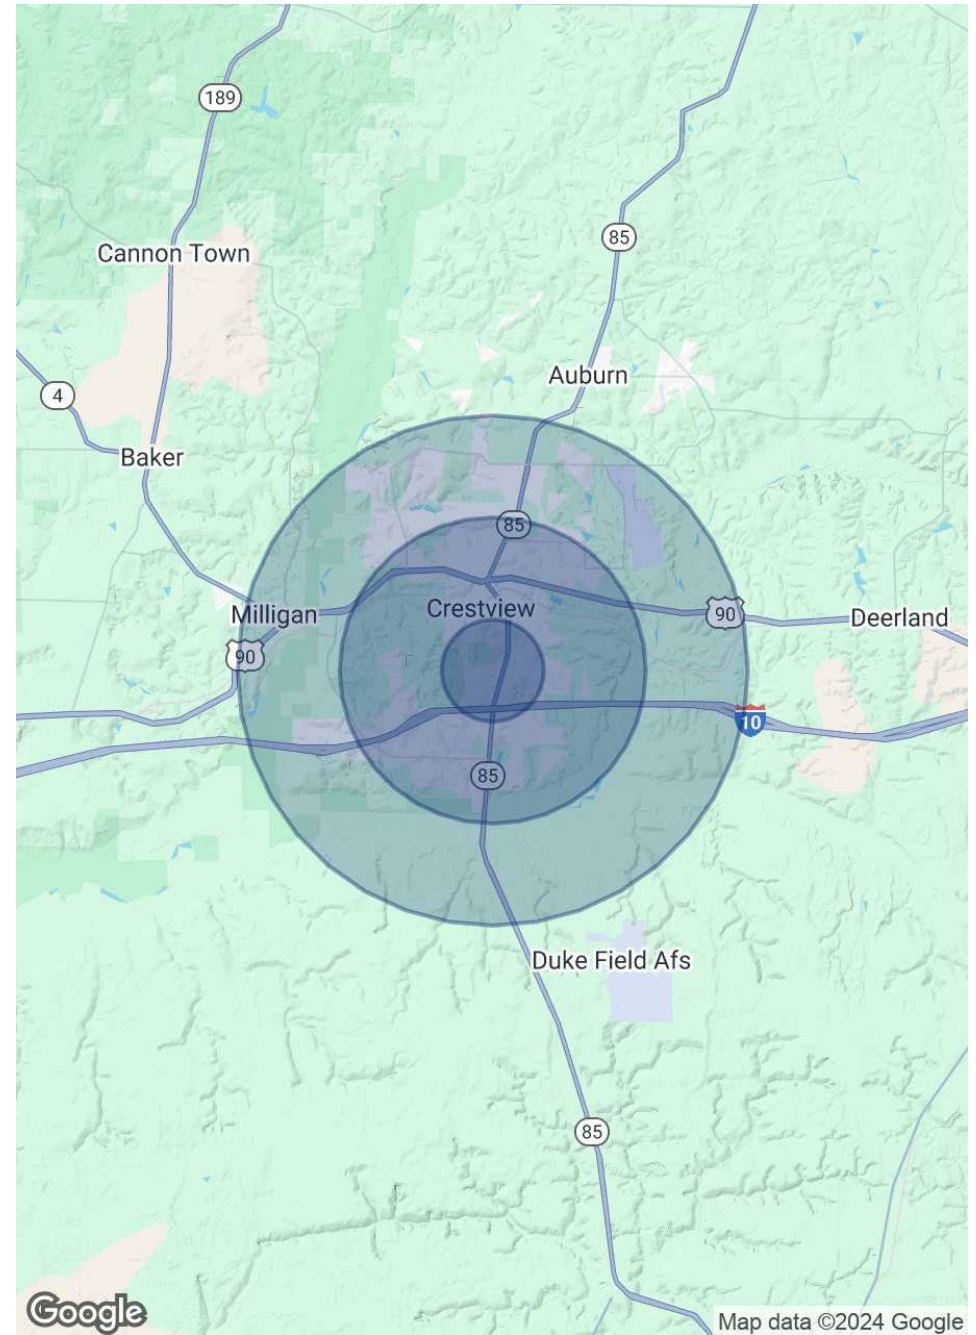 189
85
Cannon Town
Auburn
4
Baker
85
Crestview
Milligan
90
Deerland
90
10
85
Duke Field Afs
85
Google
Map data ©2024 Google